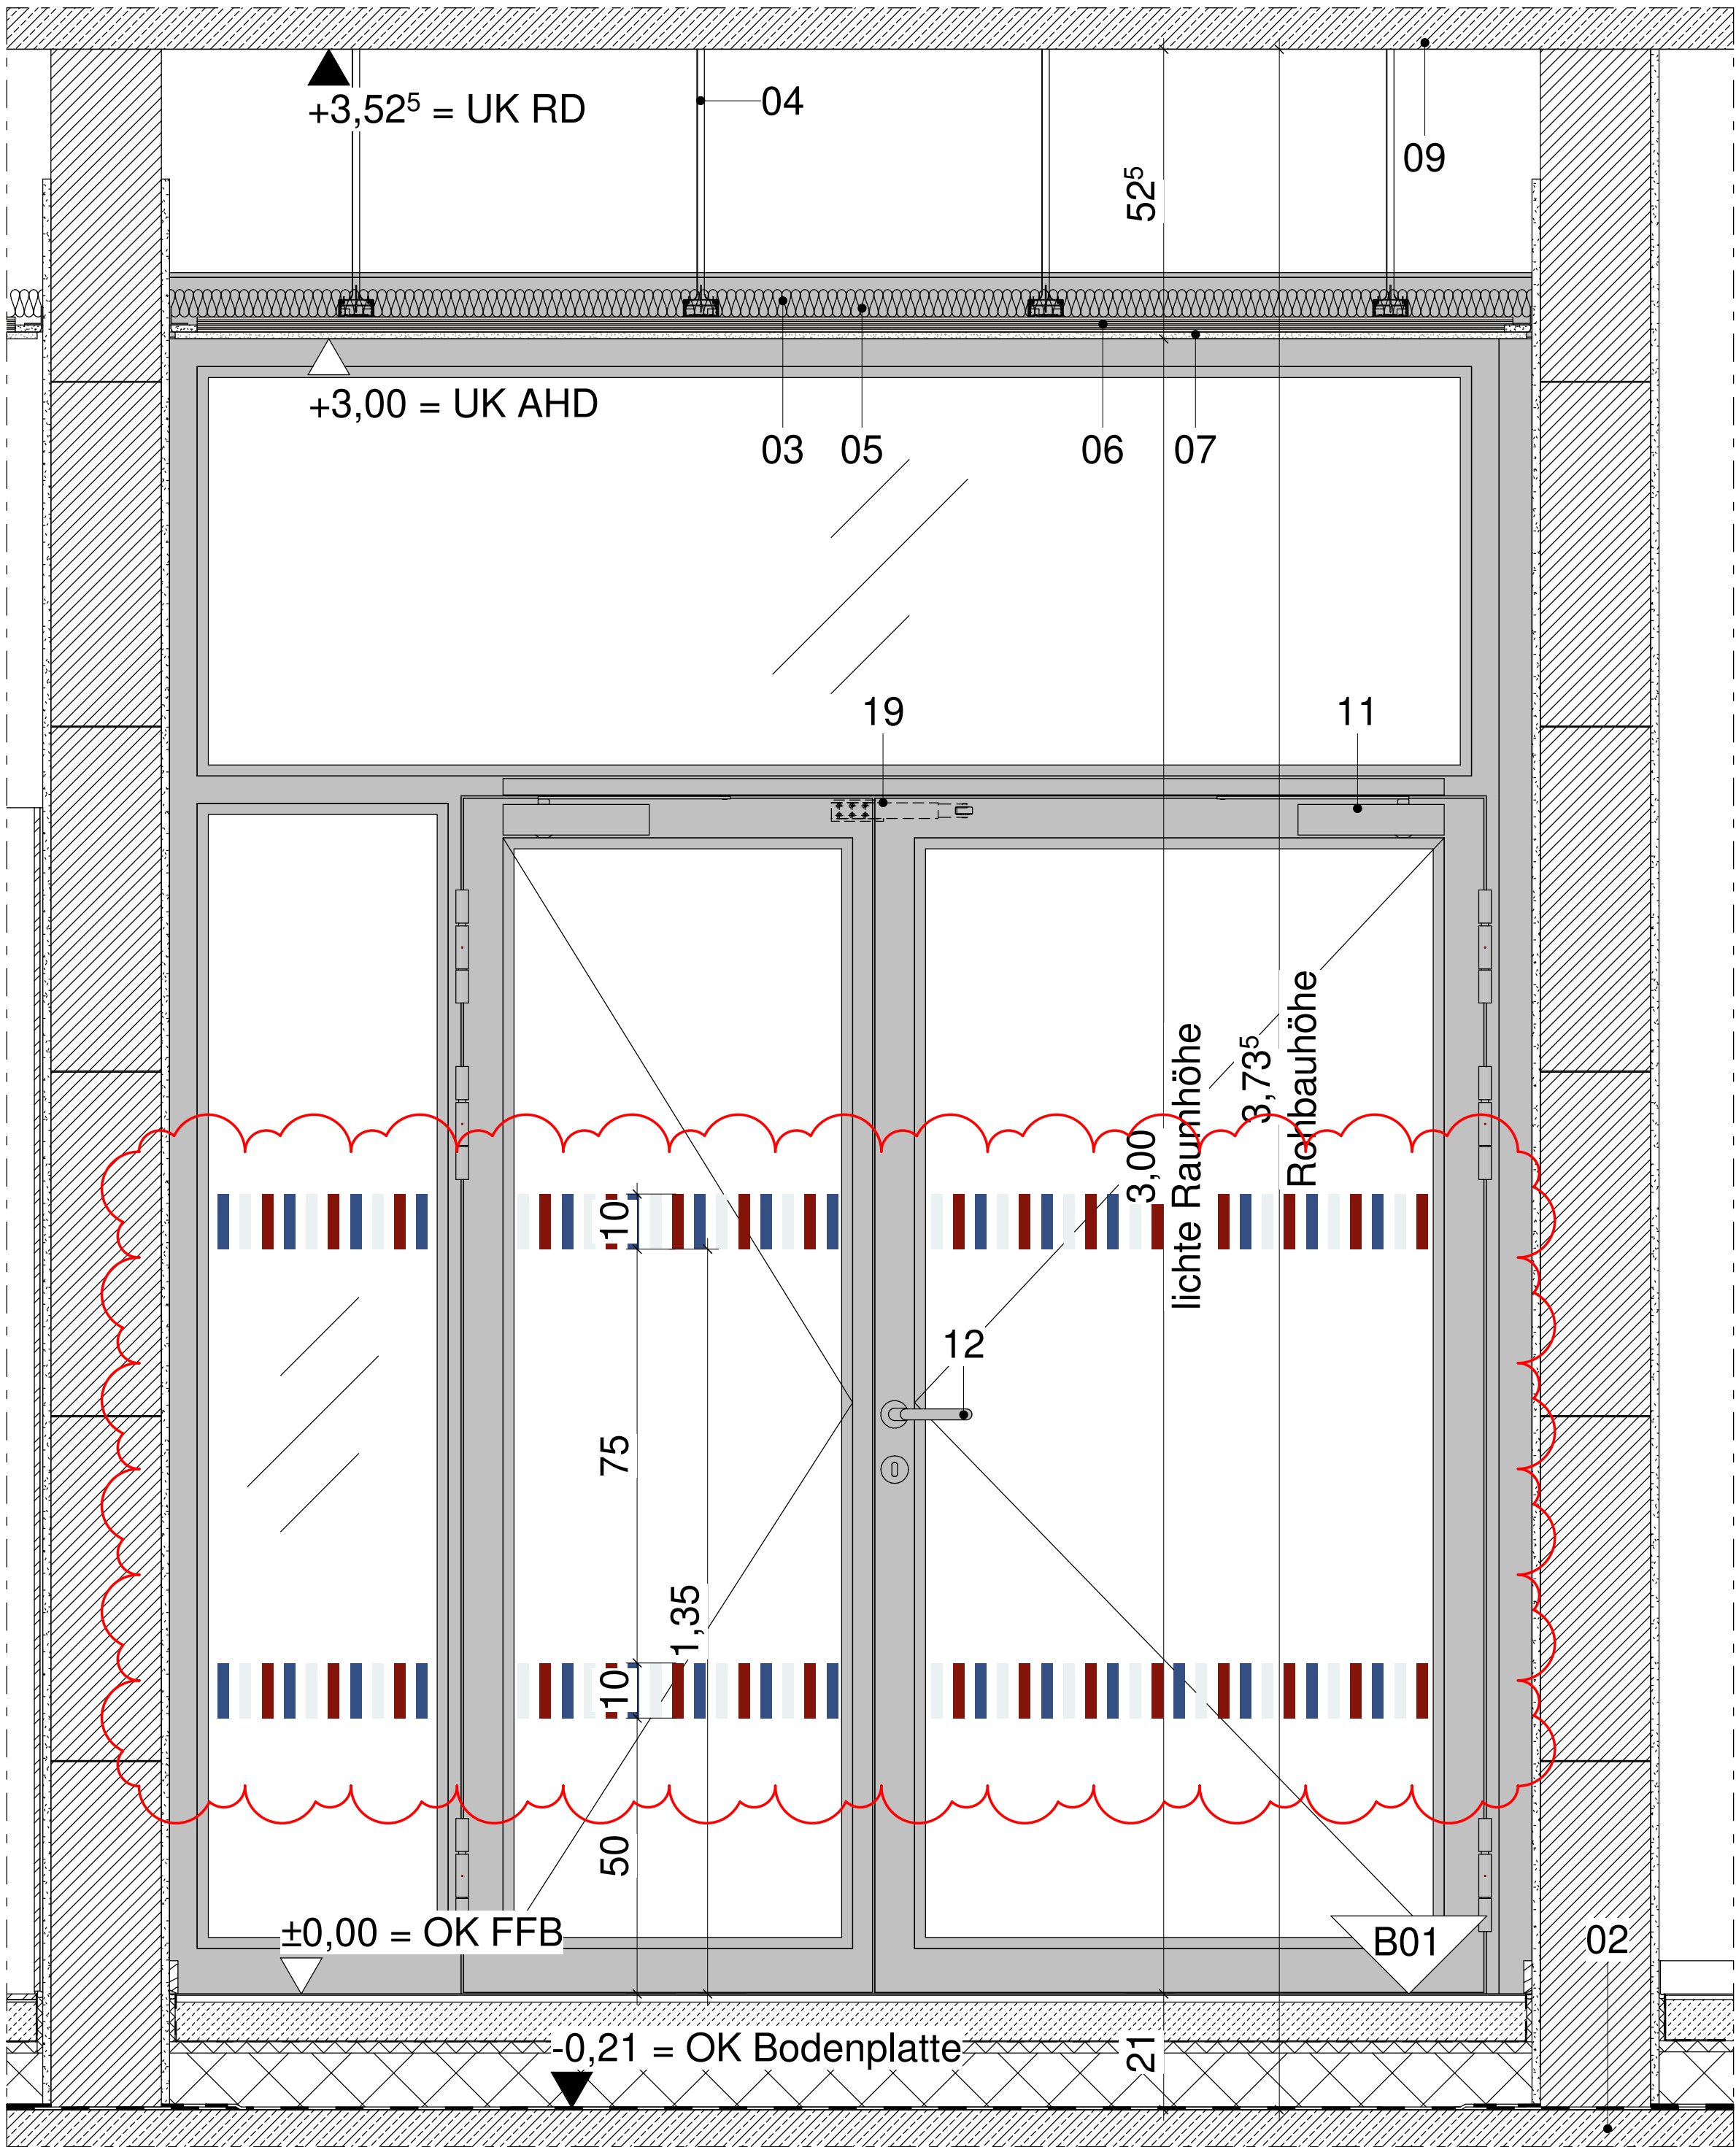 +3,52⁵ = UK RD
04
09
52⁵
+3,00 = UK AHD
03
05
06
07
19
11
3,00
lichte Raumhöhe
3,73⁵
Rohbauhöhe
10
12
75
1,35
10
50
±0,00 = OK FFB
B01
02
-0,21 = OK Bodenplatte
21